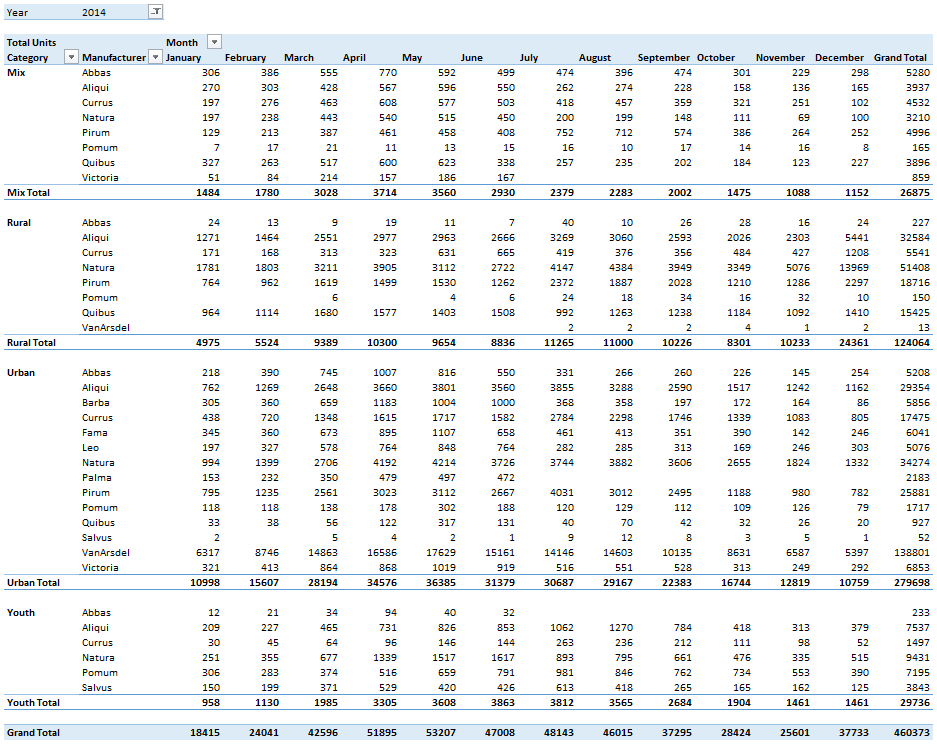 Year 2014
Total Units Month
Category Manufacturer January February March April May June July August September October November December Grand Total
Mix Abbas 306 386 555 770 592 499 474 396 474 301 229 298 5280
Aliqui 270 303 428 567 596 550 262 274 228 158 136 165 3937
Currus 197 276 463 608 577 503 418 457 359 321 251 102 4532
Natura 197 238 443 540 515 450 200 199 148 111 69 100 3210
Pirum 129 213 387 461 458 408 752 712 574 386 264 252 4996
Pomum 7 17 21 11 13 15 16 10 17 14 16 8 165
Quibus 327 263 517 600 623 338 257 235 202 184 123 227 3896
Victoria 51 84 214 157 186 167 859
Mix Total 1484 1780 3028 3714 3560 2930 2379 2283 2002 1475 1088 1152 26875
Rural Abbas 24 13 9 19 11 7 40 10 26 28 16 24 227
Aliqui 1271 1464 2551 2977 2963 2666 3269 3060 2593 2026 2303 5441 32584
Currus 171 168 313 323 631 665 419 376 356 484 427 1208 5541
Natura 1781 1803 3211 3905 3112 2722 4147 4384 3949 3349 5076 13969 51408
Pirum 764 962 1619 1499 1530 1262 2372 1887 2028 1210 1286 2297 18716
Pomum 6 4 6 24 18 34 16 32 10 150
Quibus 964 1114 1680 1577 1403 1508 992 1263 1238 1184 1092 1410 15425
VanArsdel 2 2 2 4 1 2 13
Rural Total 4975 5524 9389 10300 9654 8836 11265 11000 10226 8301 10233 24361 124064
Urban Abbas 218 390 745 1007 816 550 331 266 260 226 145 254 5208
Aliqui 762 1269 2648 3660 3801 3560 3855 3288 2590 1517 1242 1162 29354
Barba 305 360 659 1183 1004 1000 368 358 197 172 164 86 5856
Currus 438 720 1348 1615 1717 1582 2784 2298 1746 1339 1083 805 17475
Fama 345 360 673 895 1107 658 461 413 351 390 142 246 6041
Leo 197 327 578 764 848 764 282 285 313 169 246 303 5076
Natura 994 1399 2706 4192 4214 3726 3744 3882 3606 2655 1824 1332 34274
Palma 153 232 350 479 497 472 2183
Pirum 795 1235 2561 3023 3112 2667 4031 3012 2495 1188 980 782 25881
Pomum 118 118 138 178 302 188 120 129 112 109 126 79 1717
Quibus 33 38 56 122 317 131 40 70 42 32 26 20 927
Salvus 2 5 4 2 1 9 12 8 3 5 1 52
VanArsdel 6317 8746 14863 16586 17629 15161 14146 14603 10135 8631 6587 5397 138801
Victoria 321 413 864 868 1019 919 516 551 528 313 249 292 6853
Urban Total 10998 15607 28194 34576 36385 31379 30687 29167 22383 16744 12819 10759 279698
Youth Abbas 12 21 34 94 40 32 233
Aliqui 209 227 465 731 826 853 1062 1270 784 418 313 379 7537
Currus 30 45 64 96 146 144 263 236 212 111 98 52 1497
Natura 251 355 677 1339 1517 1617 893 795 661 476 335 515 9431
Pomum 306 283 374 516 659 791 981 846 762 734 553 390 7195
Salvus 150 199 371 529 420 426 613 418 265 165 162 125 3843
Youth Total 958 1130 1985 3305 3608 3863 3812 3565 2684 1904 1461 1461 29736
Grand Total 18415 24041 42596 51895 53207 47008 48143 46015 37295 28424 25601 37733 460373